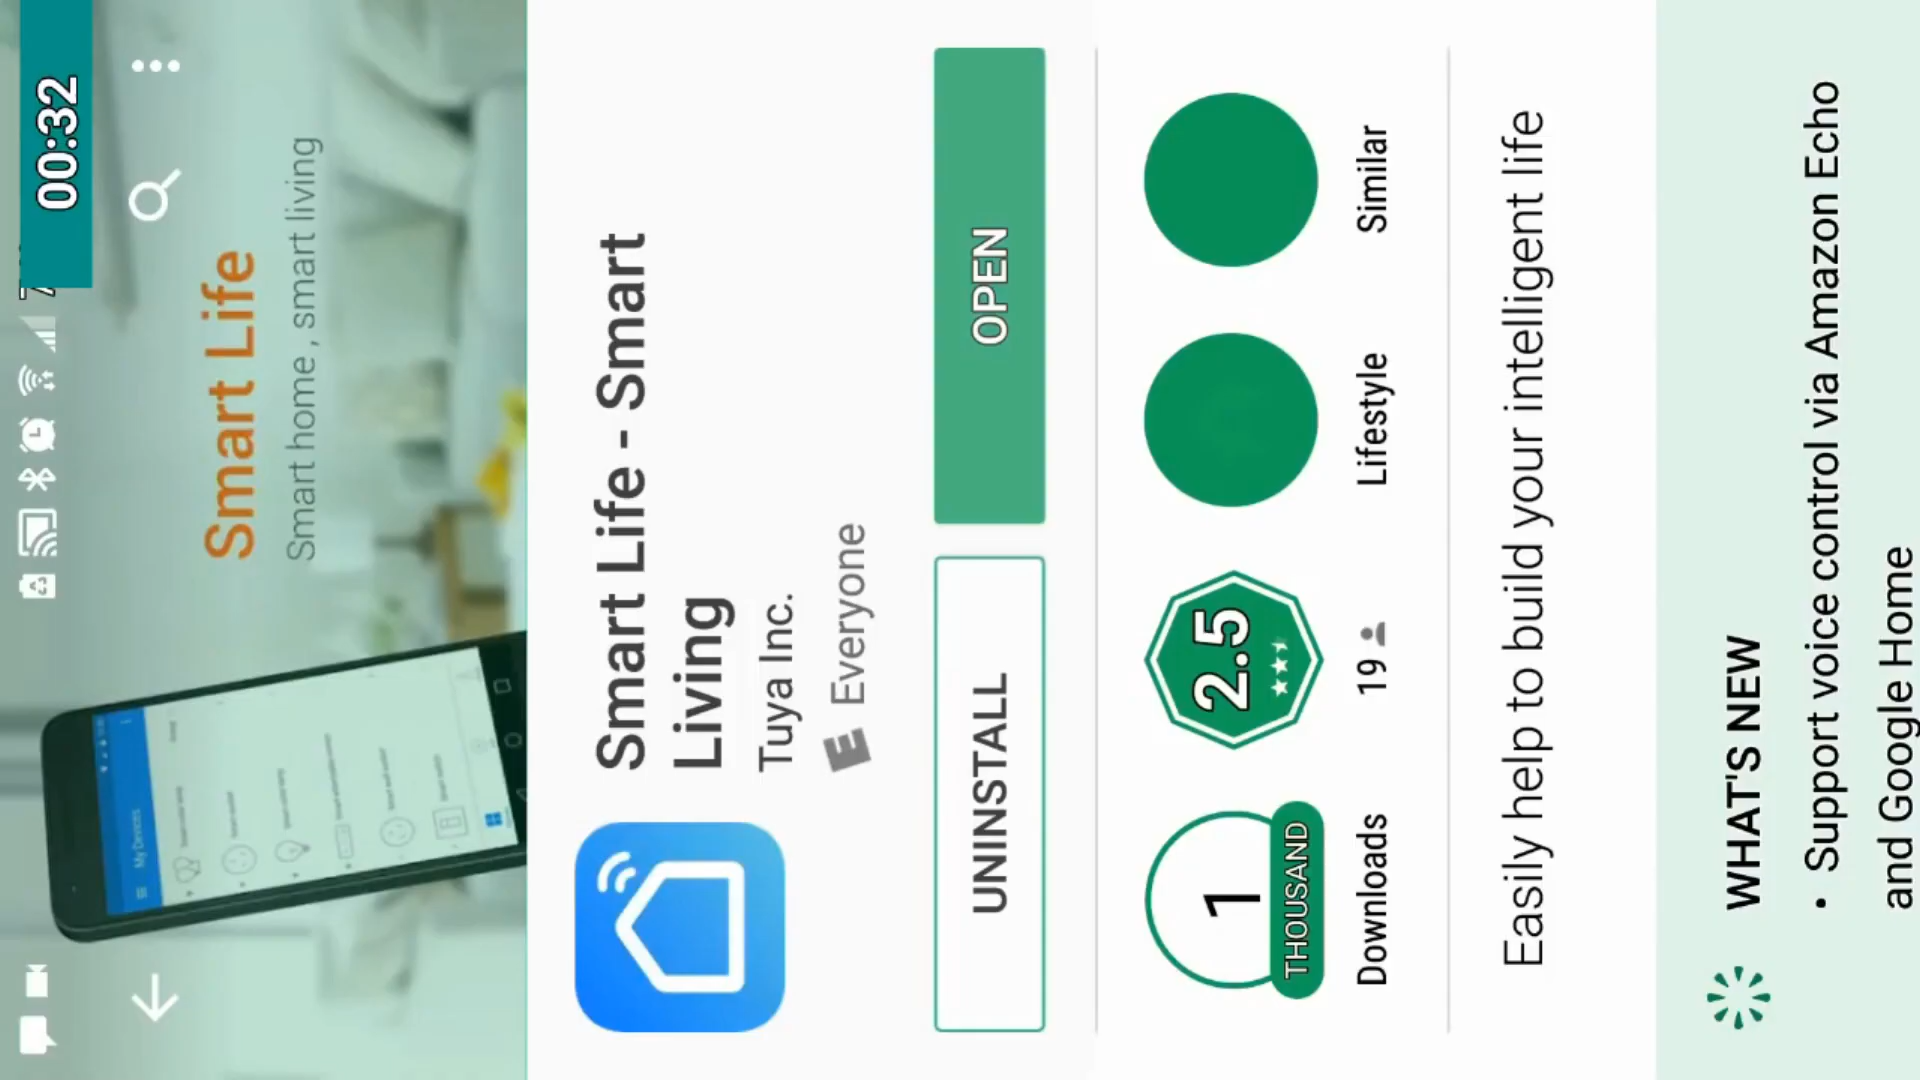 00:32
Smart Life
Smart home , smart living
My Devices
Smart Life - Smart
Living
Tuya Inc.
E Everyone
UNINSTALL
OPEN
1
THOUSAND
Downloads
2.5
19
Lifestyle
Similar
Easily help to build your intelligent life
WHAT'S NEW
• Support voice control via Amazon Echo
and Google Home